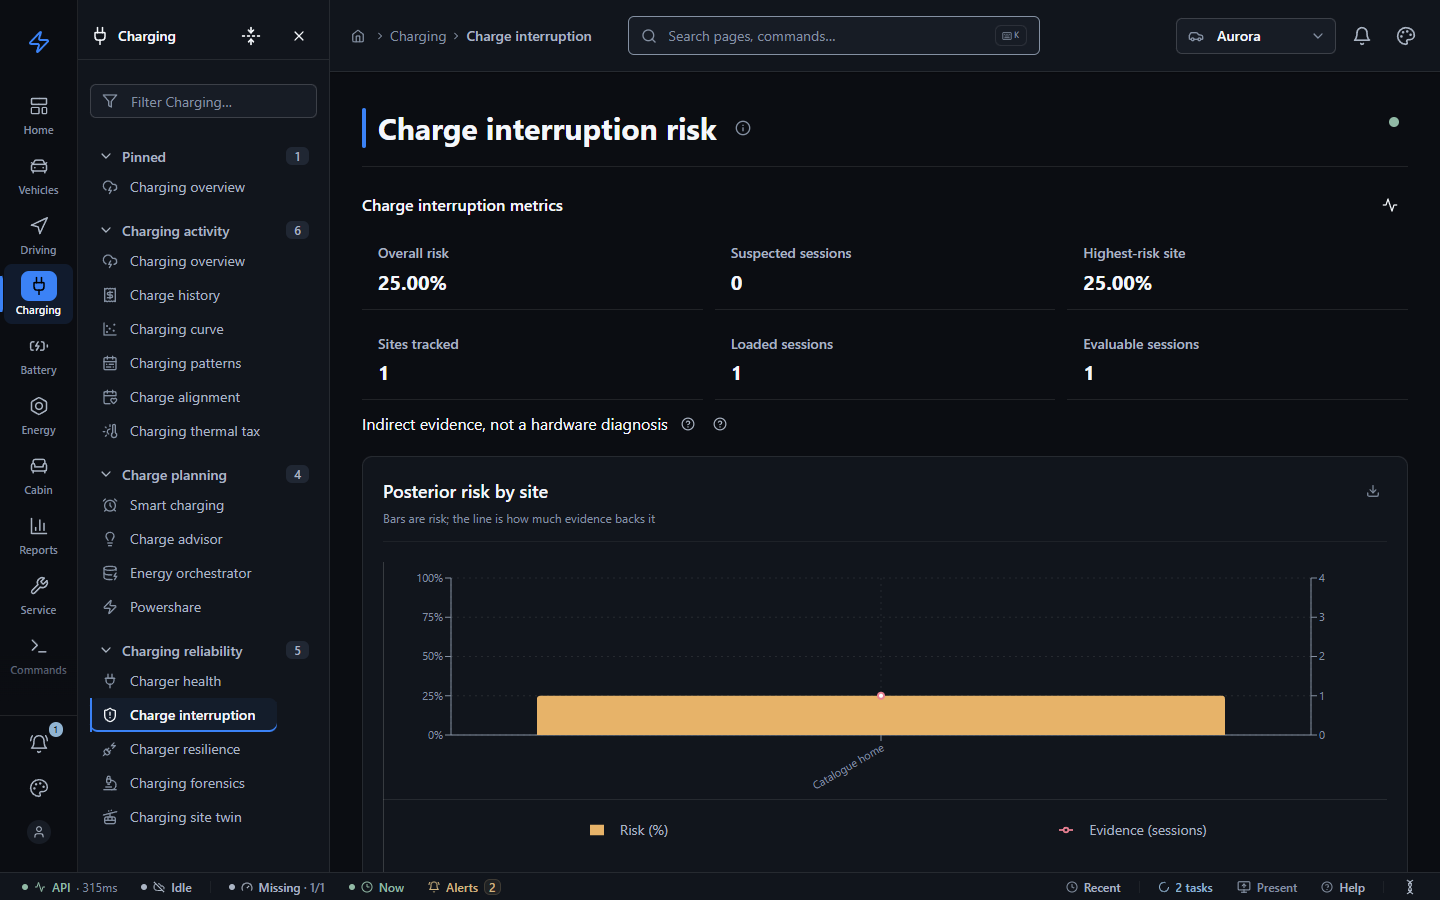 Home
Vehicles
Driving
Charging
Battery
Energy
Cabin
Reports
Service
Commands
1
Charging
Filter Charging...
Pinned 1
Charging overview
Charging activity 6
Charging overview
Charge history
Charging curve
Charging patterns
Charge alignment
Charging thermal tax
Charge planning 4
Smart charging
Charge advisor
Energy orchestrator
Powershare
Charging reliability 5
Charger health
Charge interruption
Charger resilience
Charging forensics
Charging site twin
Charging > Charge interruption
Search pages, commands... K
Aurora
Charge interruption risk
Charge interruption metrics
Overall risk
25.00%
Suspected sessions
0
Highest-risk site
25.00%
Sites tracked
1
Loaded sessions
1
Evaluable sessions
1
Indirect evidence, not a hardware diagnosis
Posterior risk by site
Bars are risk; the line is how much evidence backs it
100%
75%
50%
25%
0%
4
3
2
1
0
Catalogue home
Risk (%)
Evidence (sessions)
API · 315ms
Idle
Missing · 1/1
Now
Alerts 2
Recent
2 tasks
Present
Help